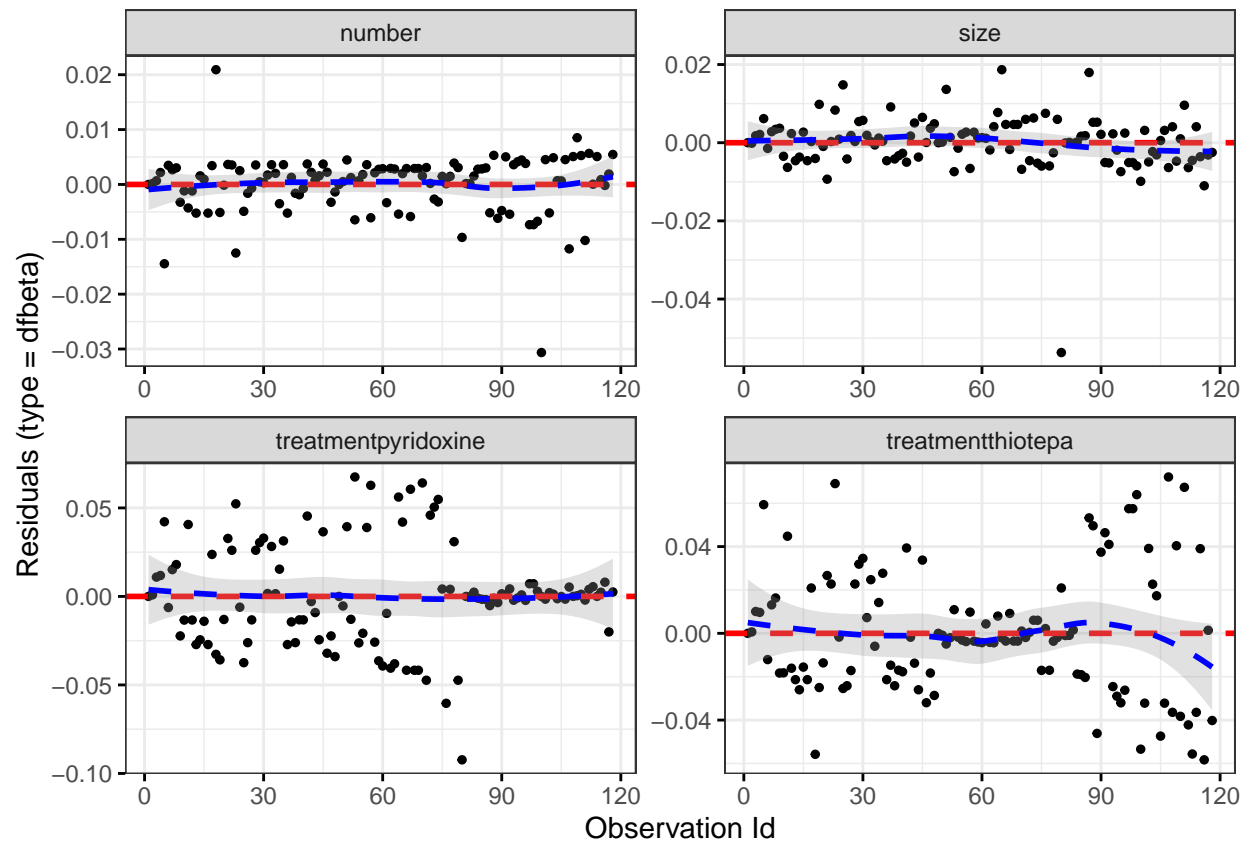 number
size
0.02
0.01
0.00
−0.01
−0.02
−0.03
0.02
0.00
−0.02
−0.04
0 30 60 90 120
0 30 60 90 120
treatmentpyridoxine
treatmentthiotepa
0.05
0.00
−0.05
−0.10
0.04
0.00
−0.04
0 30 60 90 120
0 30 60 90 120
Observation Id
Residuals (type = dfbeta)